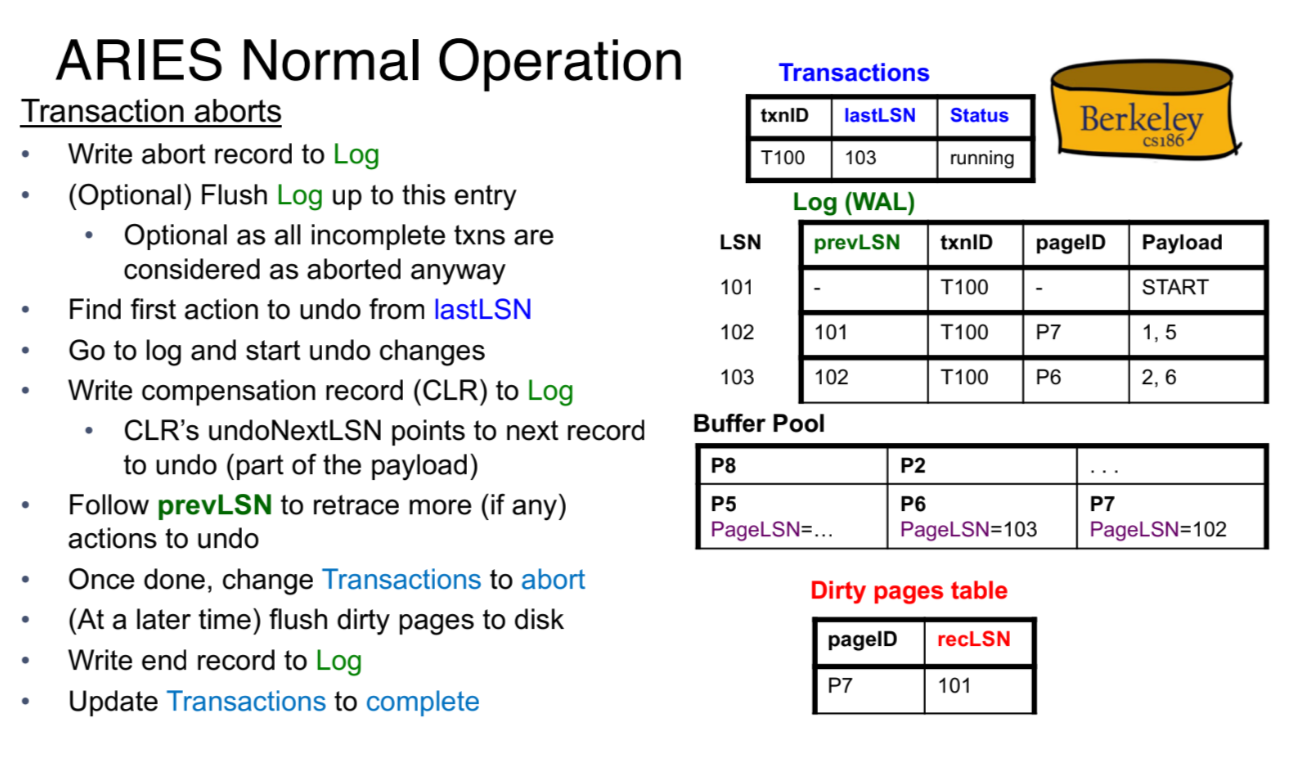 ARIES Normal Operation
Transaction aborts
• Write abort record to Log
• (Optional) Flush Log up to this entry
• Optional as all incomplete txns are
considered as aborted anyway
• Find first action to undo from lastLSN
• Go to log and start undo changes
• Write compensation record (CLR) to Log
• CLR's undoNextLSN points to next record
to undo (part of the payload)
• Follow prevLSN to retrace more (if any)
actions to undo
• Once done, change Transactions to abort
• (At a later time) flush dirty pages to disk
• Write end record to Log
• Update Transactions to complete
Transactions
txnID lastLSN Status
T100 103 running
Berkeley
cs186
Log (WAL)
LSN prevLSN txnID pageID Payload
101 - T100 - START
102 101 T100 P7 1, 5
103 102 T100 P6 2, 6
Buffer Pool
P8 P2 . . .
P5 P6 P7
PageLSN=… PageLSN=103 PageLSN=102
Dirty pages table
pageID recLSN
P7 101